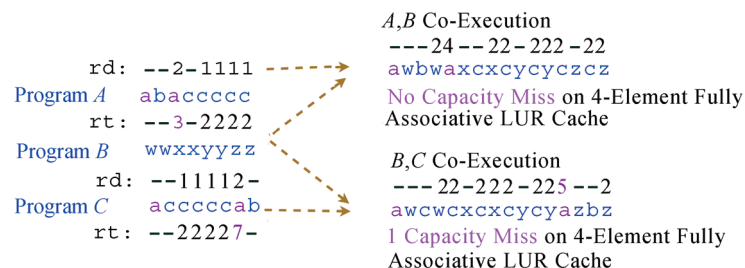 rd: --2-1111
Program A abaccccc
rt: --3-2222
Program B wwxxyyzz
rd: --11112-
Program C acccccab
rt: --22227-
A,B Co-Execution
---24--22-222-22
awbwaxcxcycyczcz
No Capacity Miss on 4-Element Fully
Associative LUR Cache
B,C Co-Execution
---22-222-225--2
awcwcxcxcycyazbz
1 Capacity Miss on 4-Element Fully
Associative LUR Cache